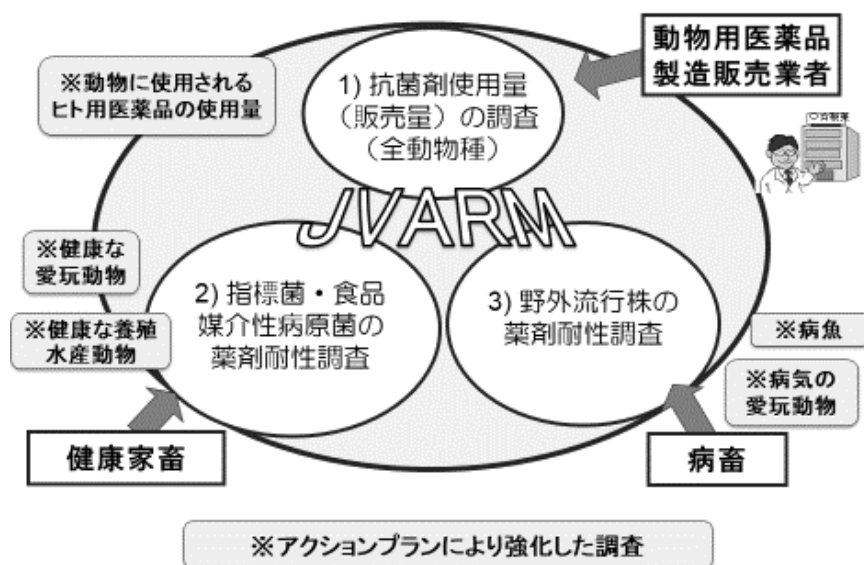 動物用医薬品
製造販売業者
※動物に使用される
ヒト用医薬品の使用量
1) 抗菌剤使用量
(販売量)の調査
(全動物種)
JVARM
※健康な
愛玩動物
※健康な養殖
水産動物
2) 指標菌・食品
媒介性病原菌の
薬剤耐性調査
3) 野外流行株の
薬剤耐性調査
※病魚
※病気の
愛玩動物
健康家畜
病畜
※アクションプランにより強化した調査